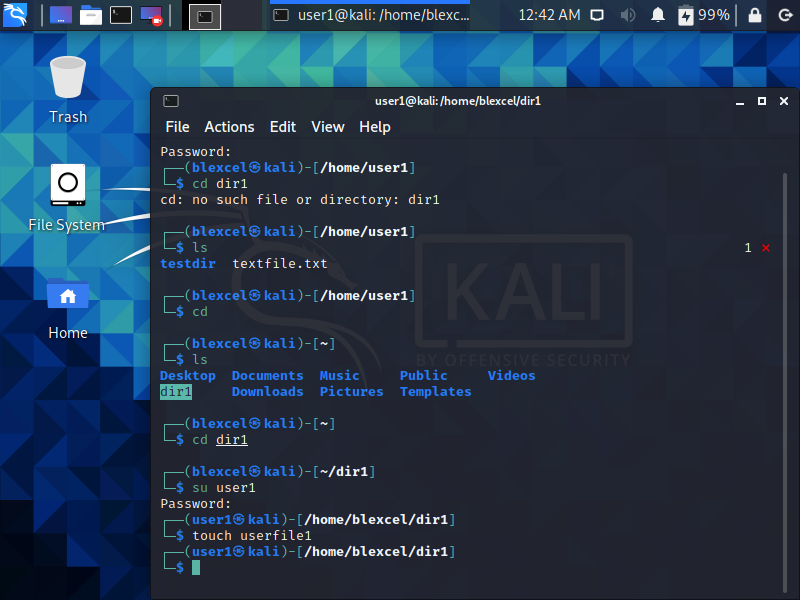 user1@kali: /home/blexc...
12:42 AM
99%
Trash
File System
Home
user1@kali:/home/blexcel/dir1
File Actions Edit View Help
Password:
┌──(blexcel㉿kali)-[/home/user1]
└─$ cd dir1
cd: no such file or directory: dir1
┌──(blexcel㉿kali)-[/home/user1]
└─$ ls 1 ⨯
testdir textfile.txt
┌──(blexcel㉿kali)-[/home/user1]
└─$ cd
┌──(blexcel㉿kali)-[~]
└─$ ls
Desktop Documents Music Public Videos
dir1 Downloads Pictures Templates
┌──(blexcel㉿kali)-[~]
└─$ cd dir1
┌──(blexcel㉿kali)-[~/dir1]
└─$ su user1
Password:
┌──(user1㉿kali)-[/home/blexcel/dir1]
└─$ touch userfile1
┌──(user1㉿kali)-[/home/blexcel/dir1]
└─$
KALI
BY OFFENSIVE SECURITY